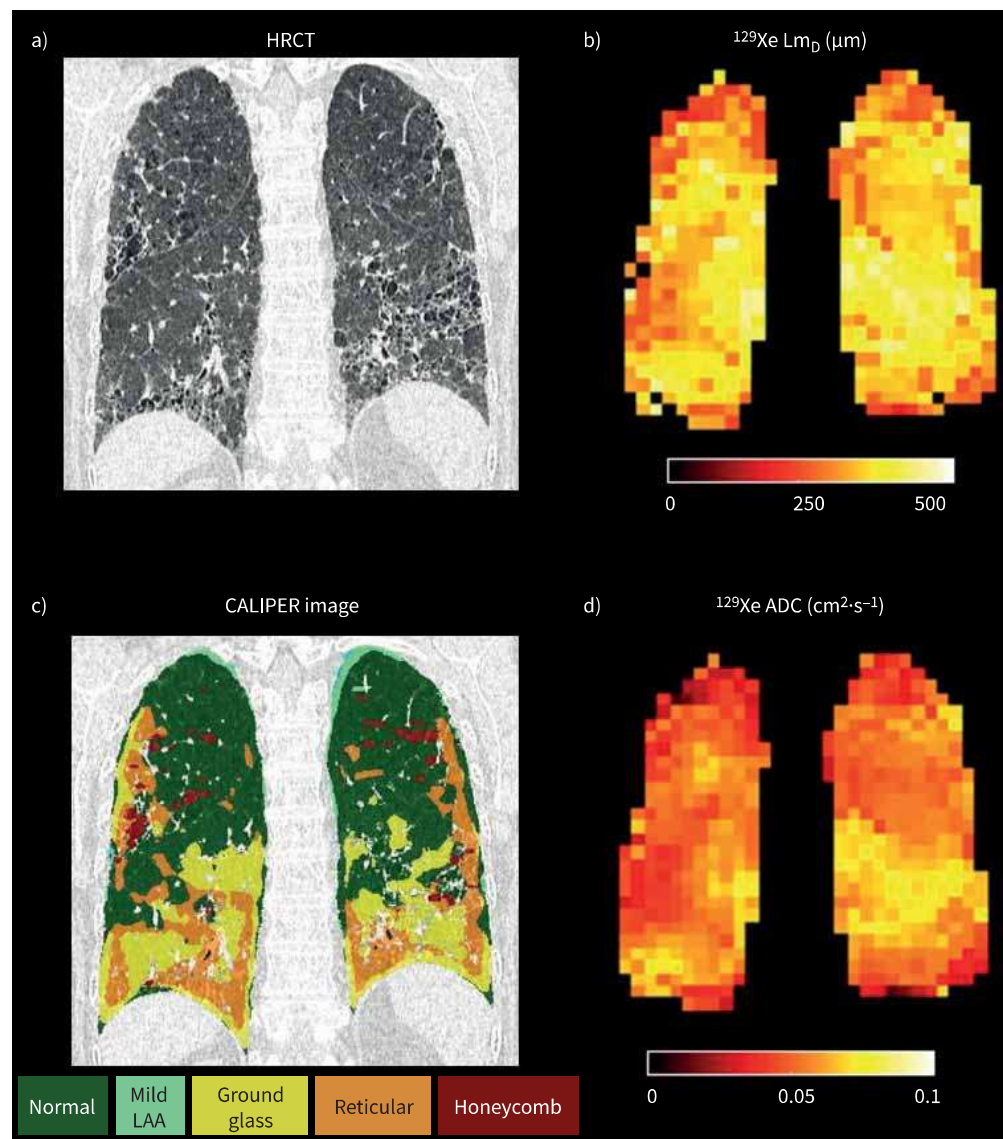 a) HRCT
b) ¹²⁹Xe Lm_D (μm)
0 250 500
c) CALIPER image
d) ¹²⁹Xe ADC (cm²·s⁻¹)
Normal
Mild
LAA
Ground
glass
Reticular
Honeycomb
0 0.05 0.1